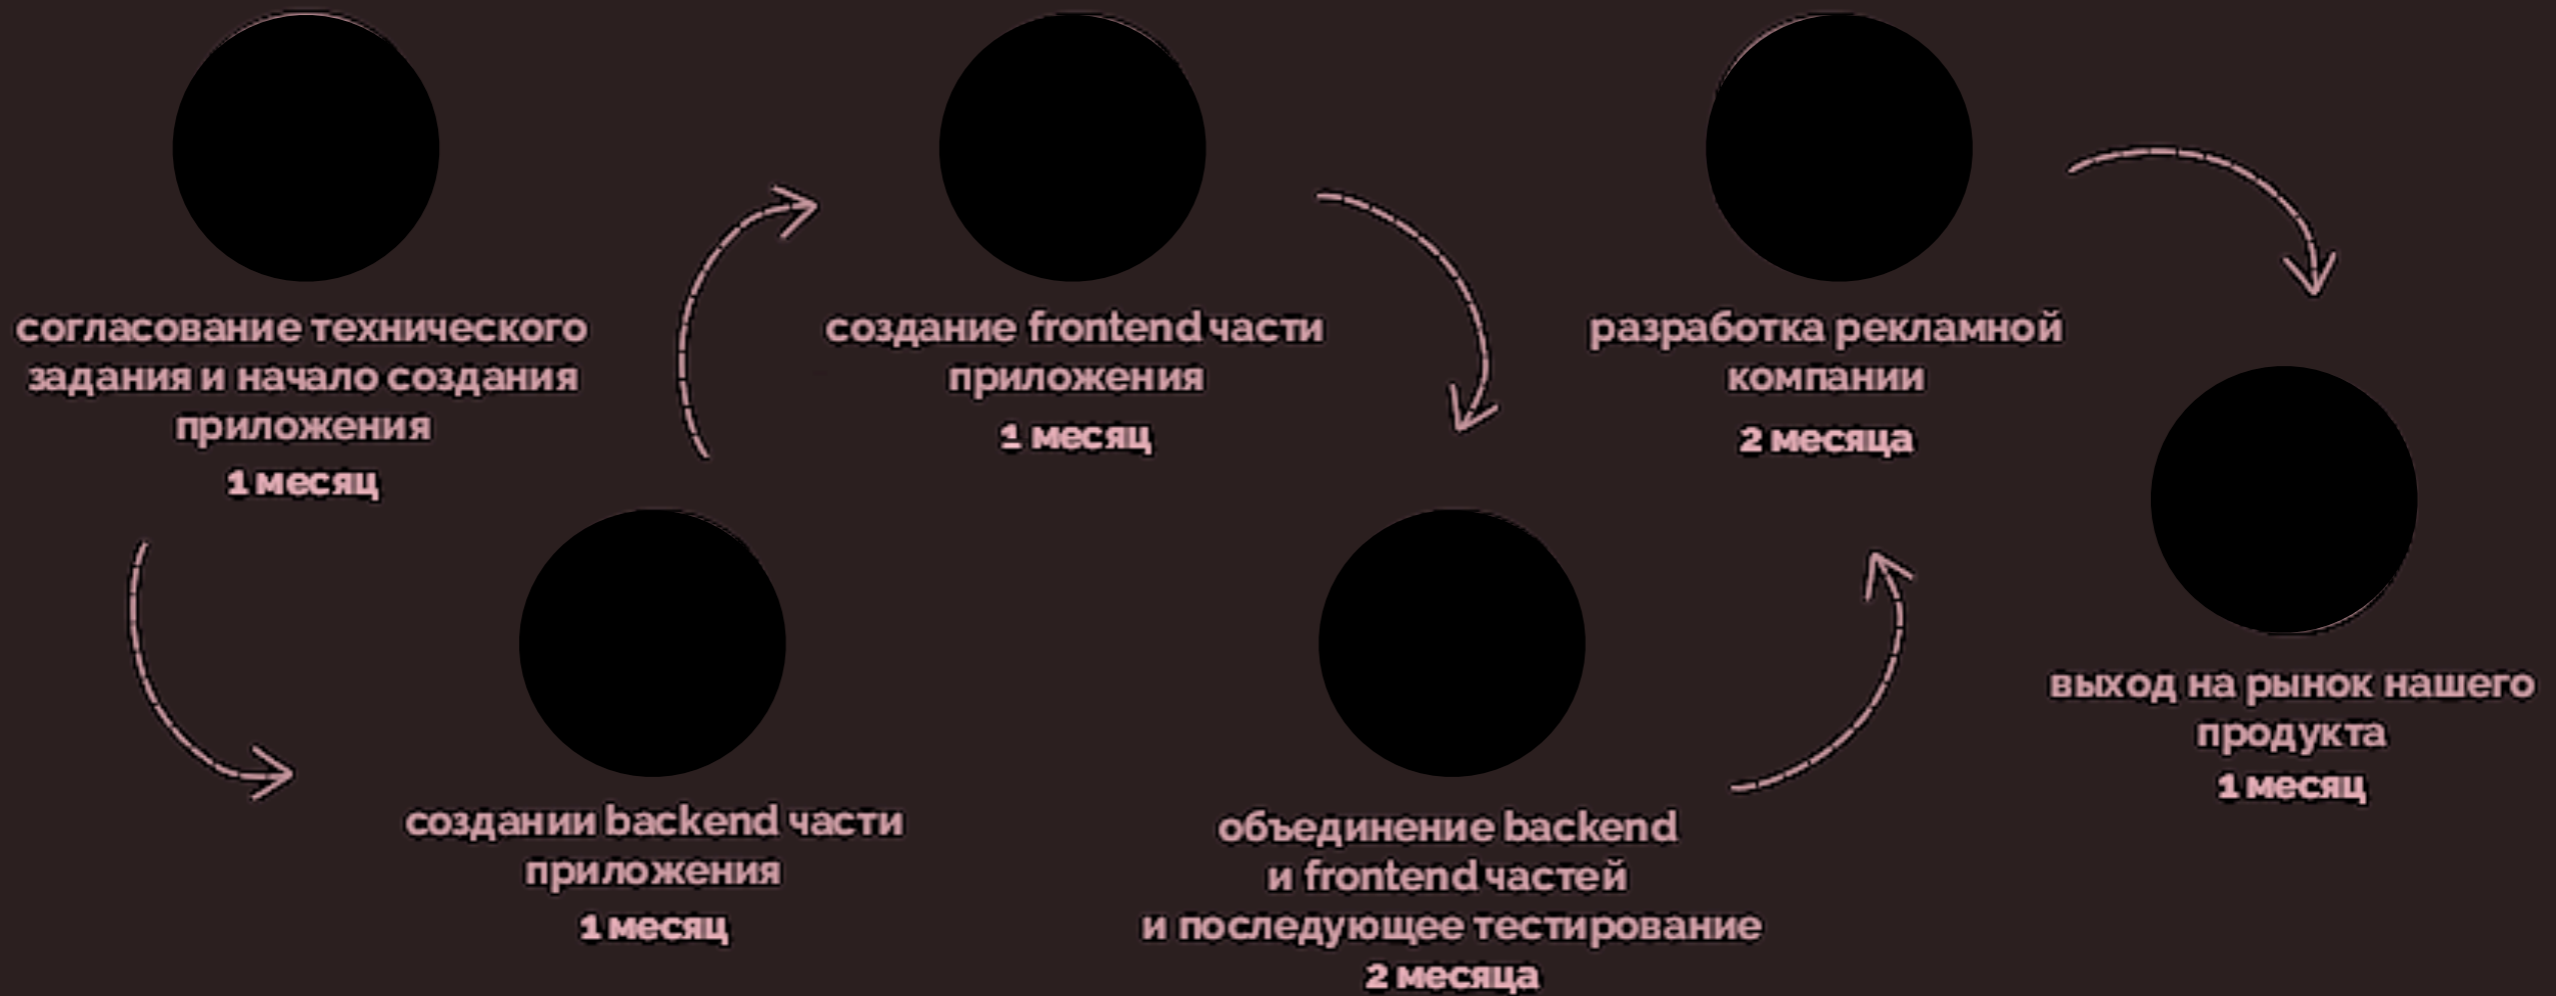 согласование технического
задания и начало создания
приложения
1 месяц
создании backend части
приложения
1 месяц
создание frontend части
приложения
1 месяц
объединение backend
и frontend частей
и последующее тестирование
2 месяца
разработка рекламной
компании
2 месяца
выход на рынок нашего
продукта
1 месяц